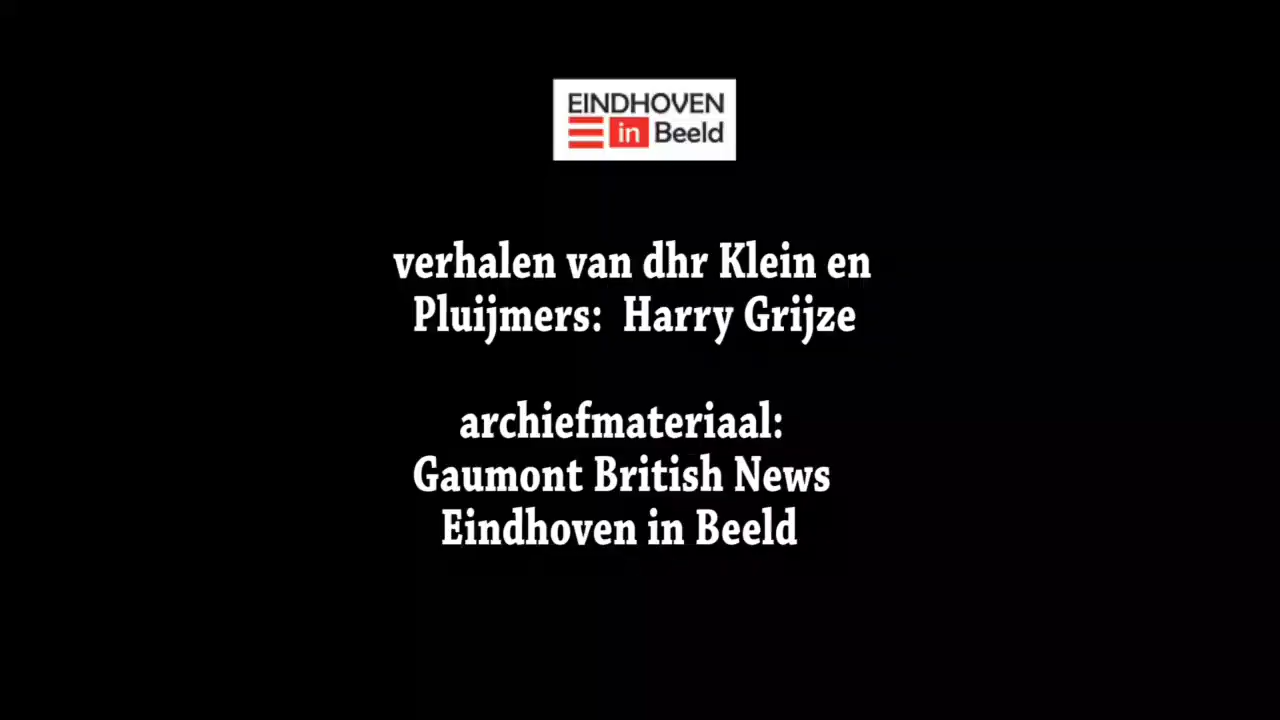 EINDHOVEN
in Beeld
verhalen van dhr Klein en
Pluijmers: Harry Grijze
archiefmateriaal:
Gaumont British News
Eindhoven in Beeld